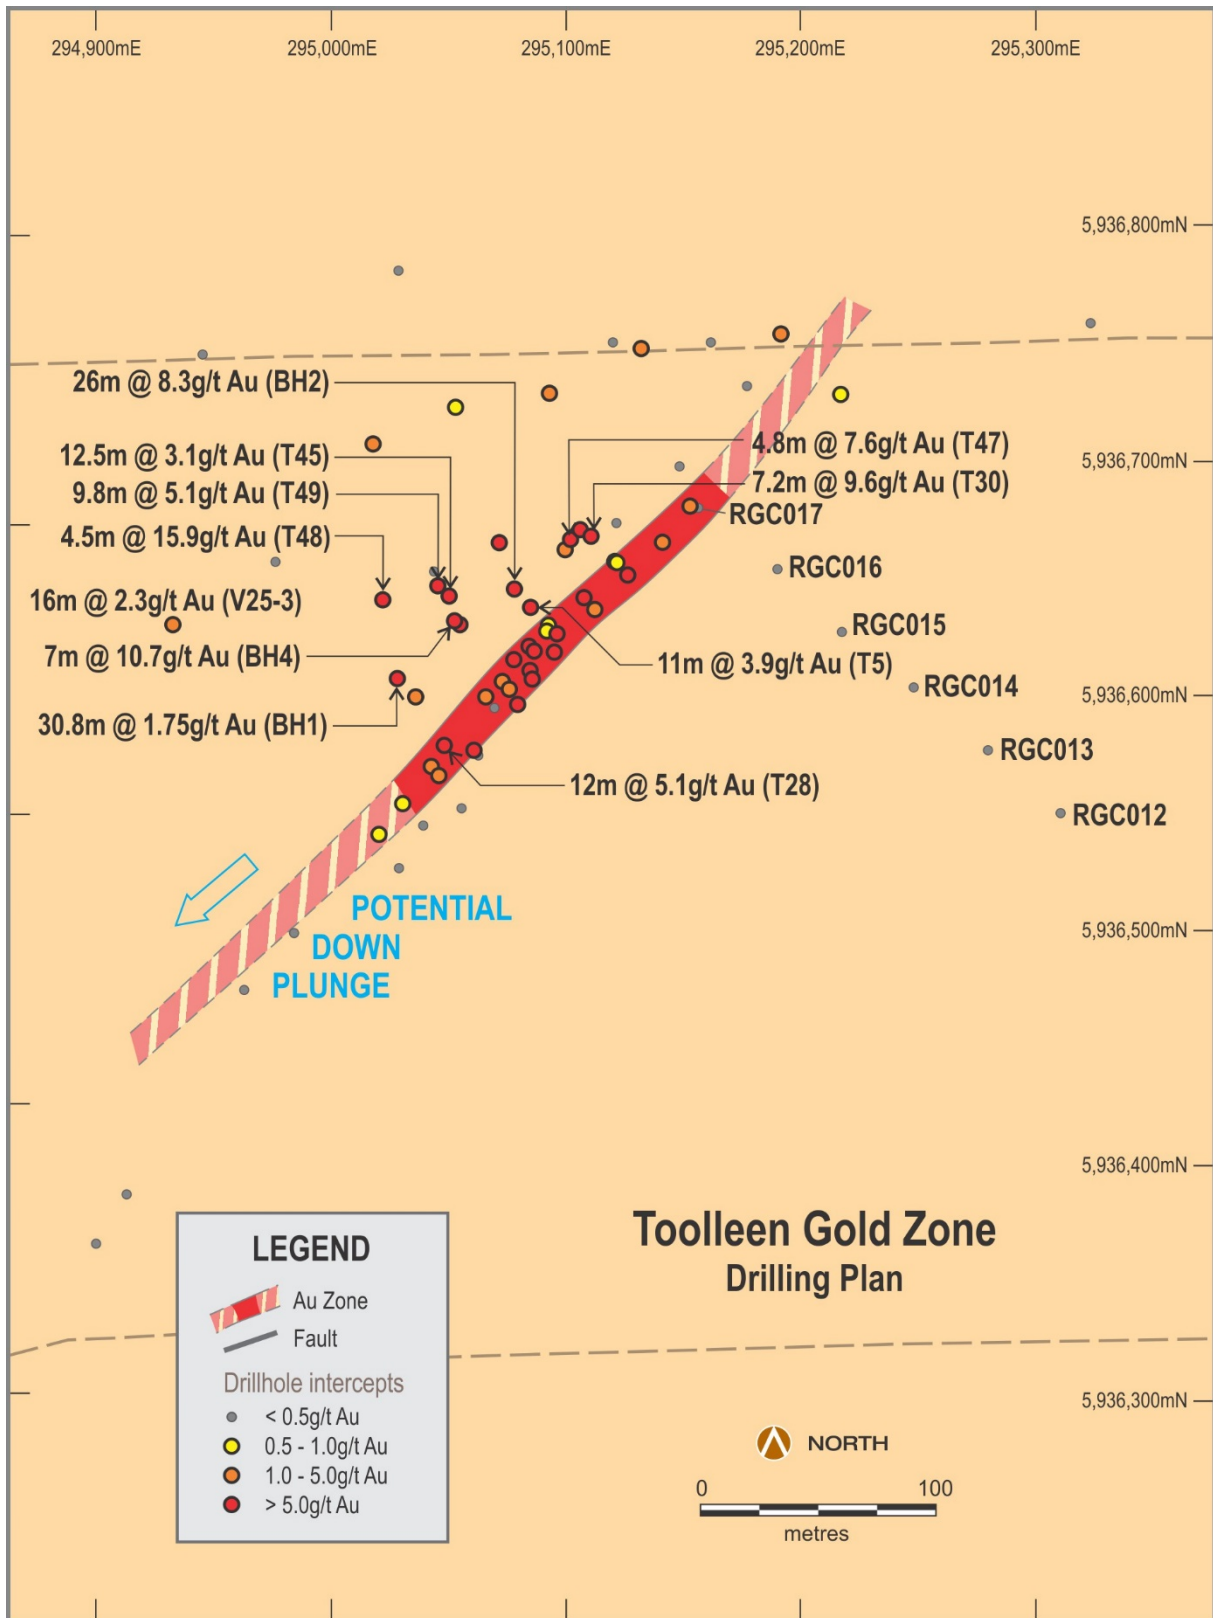 294,900mE
295,000mE
295,100mE
295,200mE
295,300mE
5,936,800mN
26m @ 8.3g/t Au (BH2)
12.5m @ 3.1g/t Au (T45)
4.8m @ 7.6g/t Au (T47)
5,936,700mN
9.8m @ 5.1g/t Au (T49)
7.2m @ 9.6g/t Au (T30)
RGC017
4.5m @ 15.9g/t Au (T48)
RGC016
16m @ 2.3g/t Au (V25-3)
RGC015
7m @ 10.7g/t Au (BH4)
11m @ 3.9g/t Au (T5)
RGC014
5,936,600mN
30.8m @ 1.75g/t Au (BH1)
RGC013
12m @ 5.1g/t Au (T28)
RGC012
POTENTIAL
DOWN
PLUNGE
5,936,500mN
5,936,400mN
Toolleen Gold Zone
Drilling Plan
LEGEND
Au Zone
Fault
Drillhole intercepts
< 0.5g/t Au
0.5 - 1.0g/t Au
1.0 - 5.0g/t Au
> 5.0g/t Au
5,936,300mN
NORTH
0 100
metres